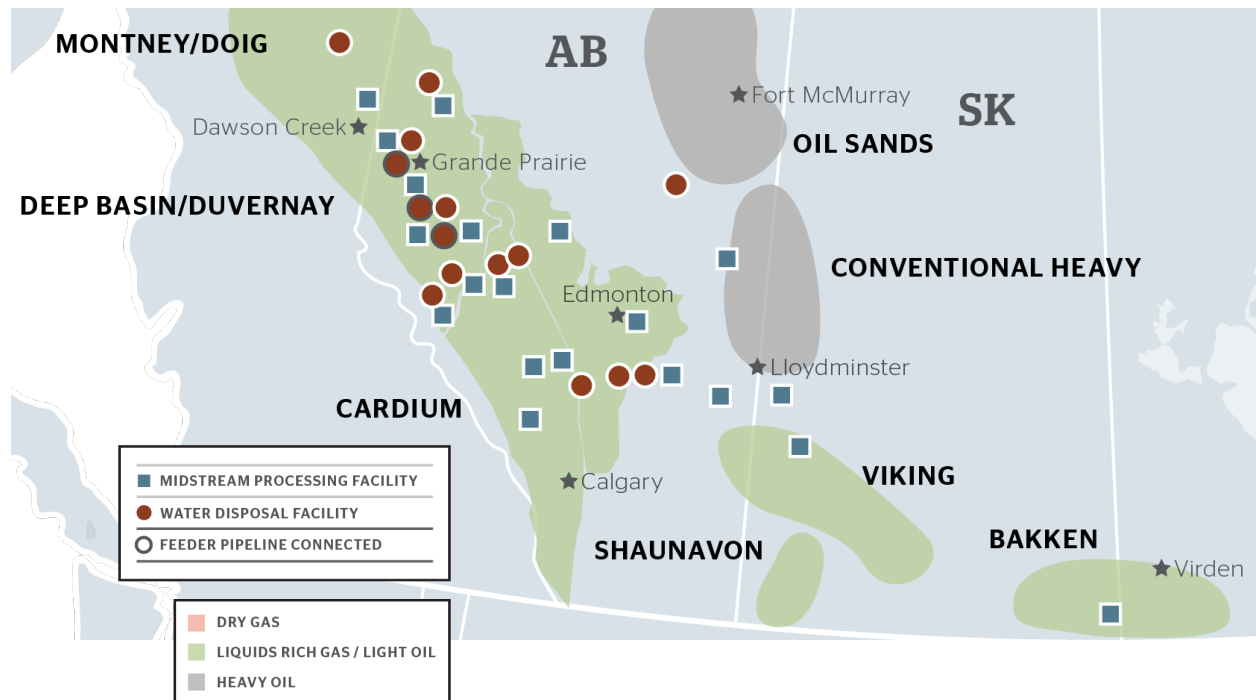 MONTNEY/DOIG
AB
Fort McMurray
SK
Dawson Creek
OIL SANDS
Grande Prairie
DEEP BASIN/DUVERNAY
CONVENTIONAL HEAVY
Edmonton
Lloydminster
CARDIUM
VIKING
Calgary
SHAUNAVON
BAKKEN
Virden
MIDSTREAM PROCESSING FACILITY
WATER DISPOSAL FACILITY
FEEDER PIPELINE CONNECTED
DRY GAS
LIQUIDS RICH GAS / LIGHT OIL
HEAVY OIL